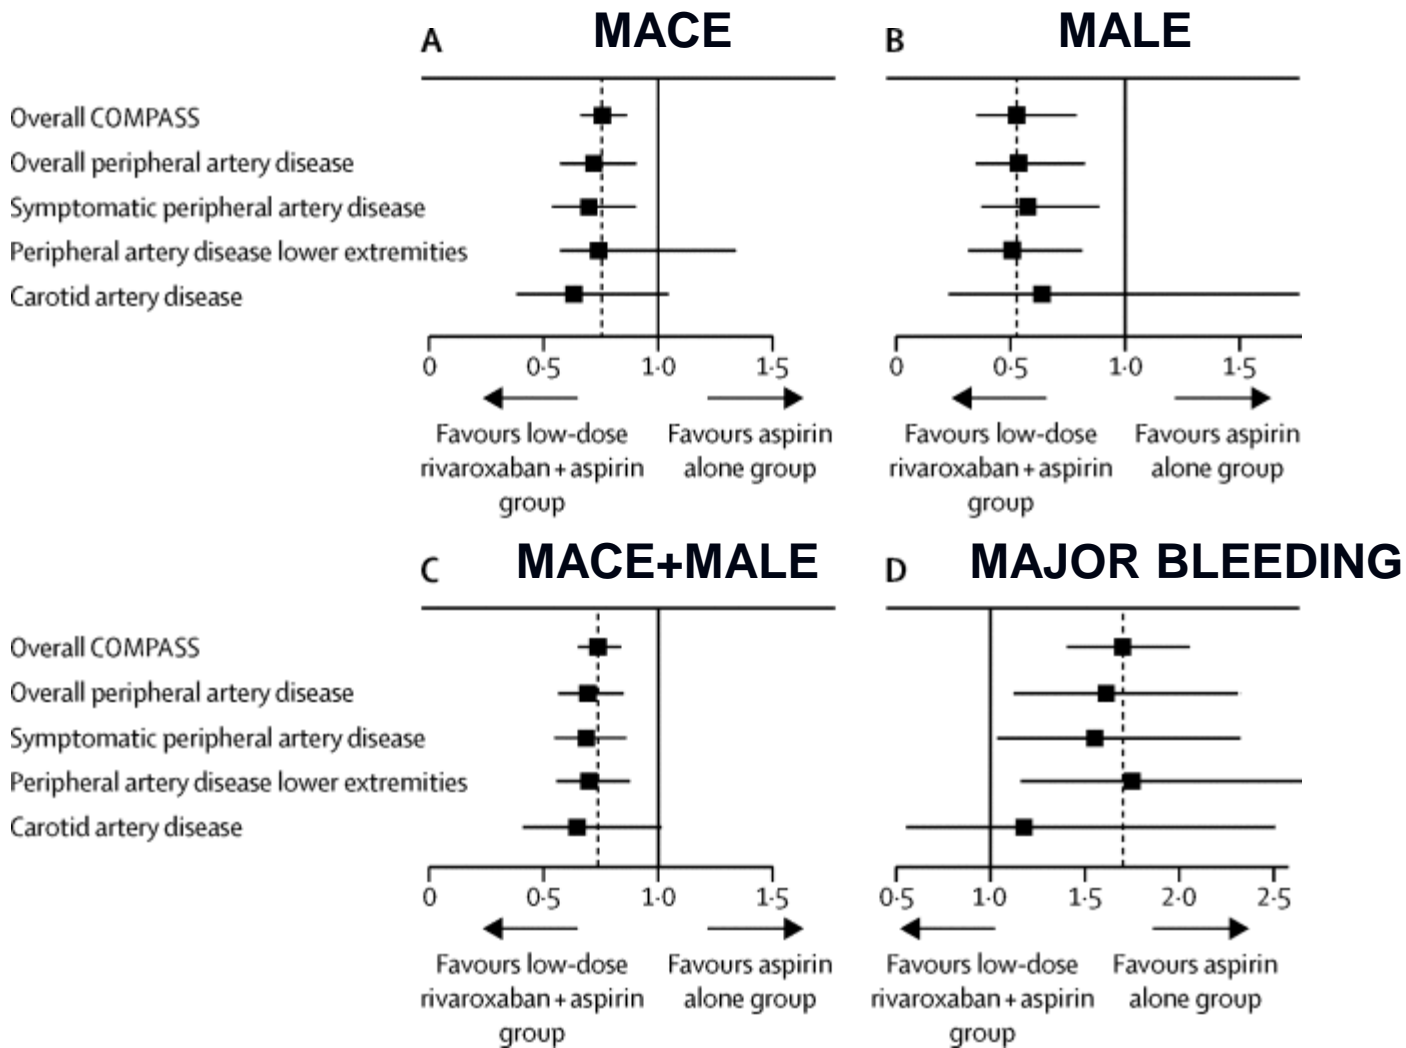 A MACE
Overall COMPASS
Overall peripheral artery disease
Symptomatic peripheral artery disease
Peripheral artery disease lower extremities
Carotid artery disease
0 0·5 1·0 1·5
Favours low-dose
rivaroxaban + aspirin
group
Favours aspirin
alone group
B MALE
0 0·5 1·0 1·5
Favours low-dose
rivaroxaban + aspirin
group
Favours aspirin
alone group
C MACE+MALE
Overall COMPASS
Overall peripheral artery disease
Symptomatic peripheral artery disease
Peripheral artery disease lower extremities
Carotid artery disease
0 0·5 1·0 1·5
Favours low-dose
rivaroxaban + aspirin
group
Favours aspirin
alone group
D MAJOR BLEEDING
0·5 1·0 1·5 2·0 2·5
Favours low-dose
rivaroxaban + aspirin
group
Favours aspirin
alone group